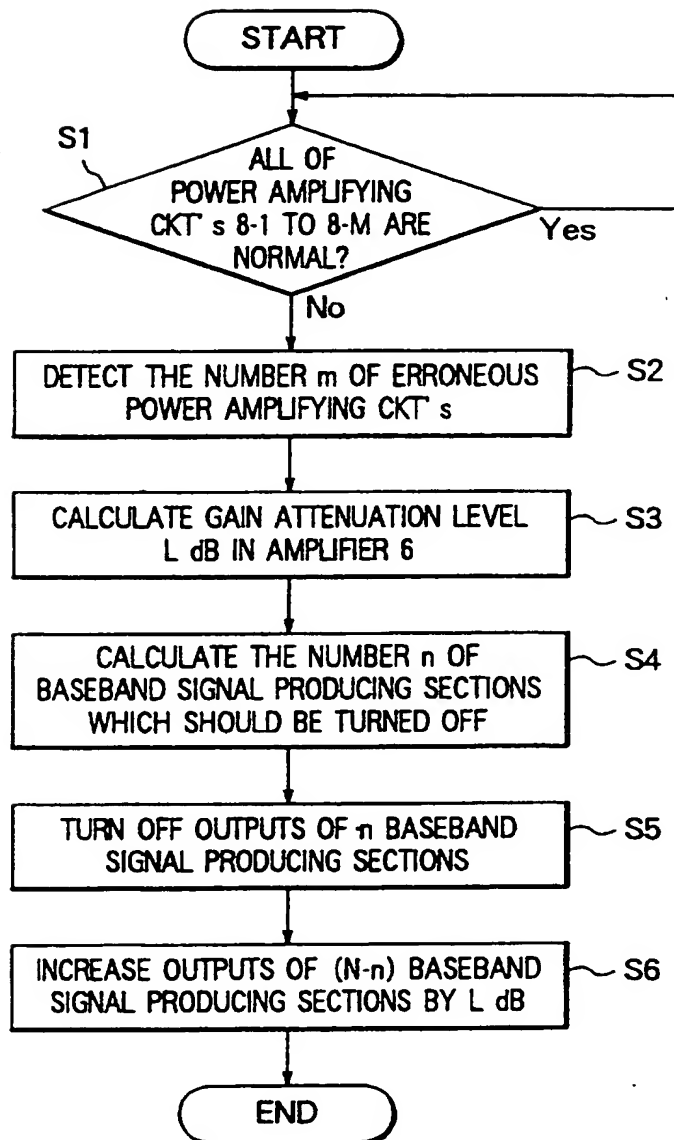 START
S1
ALL OF
POWER AMPLIFYING
CKT's 8-1 TO 8-M ARE
NORMAL?
Yes
No
DETECT THE NUMBER m OF ERRONEOUS
POWER AMPLIFYING CKT's
S2
CALCULATE GAIN ATTENUATION LEVEL
L dB IN AMPLIFIER 6
S3
CALCULATE THE NUMBER n OF
BASEBAND SIGNAL PRODUCING SECTIONS
WHICH SHOULD BE TURNED OFF
S4
TURN OFF OUTPUTS OF n BASEBAND
SIGNAL PRODUCING SECTIONS
S5
INCREASE OUTPUTS OF (N-n) BASEBAND
SIGNAL PRODUCING SECTIONS BY L dB
S6
END